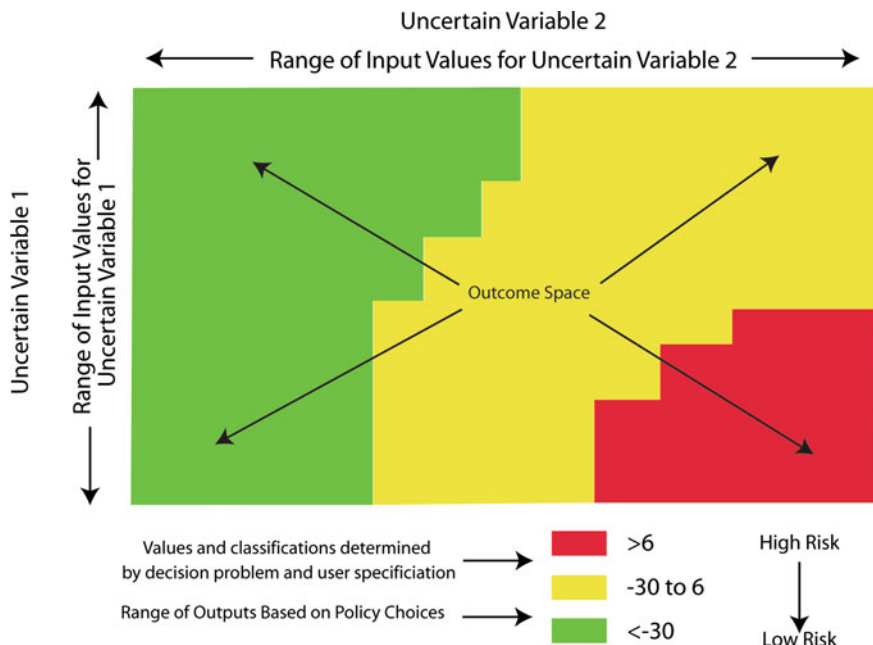 Uncertain Variable 2
Range of Input Values for Uncertain Variable 2
Uncertain Variable 1
Range of Input Values for
Uncertain Variable 1
Outcome Space
Values and classifications determined
by decision problem and user specificiation
Range of Outputs Based on Policy Choices
>6
-30 to 6
<-30
High Risk
Low Risk